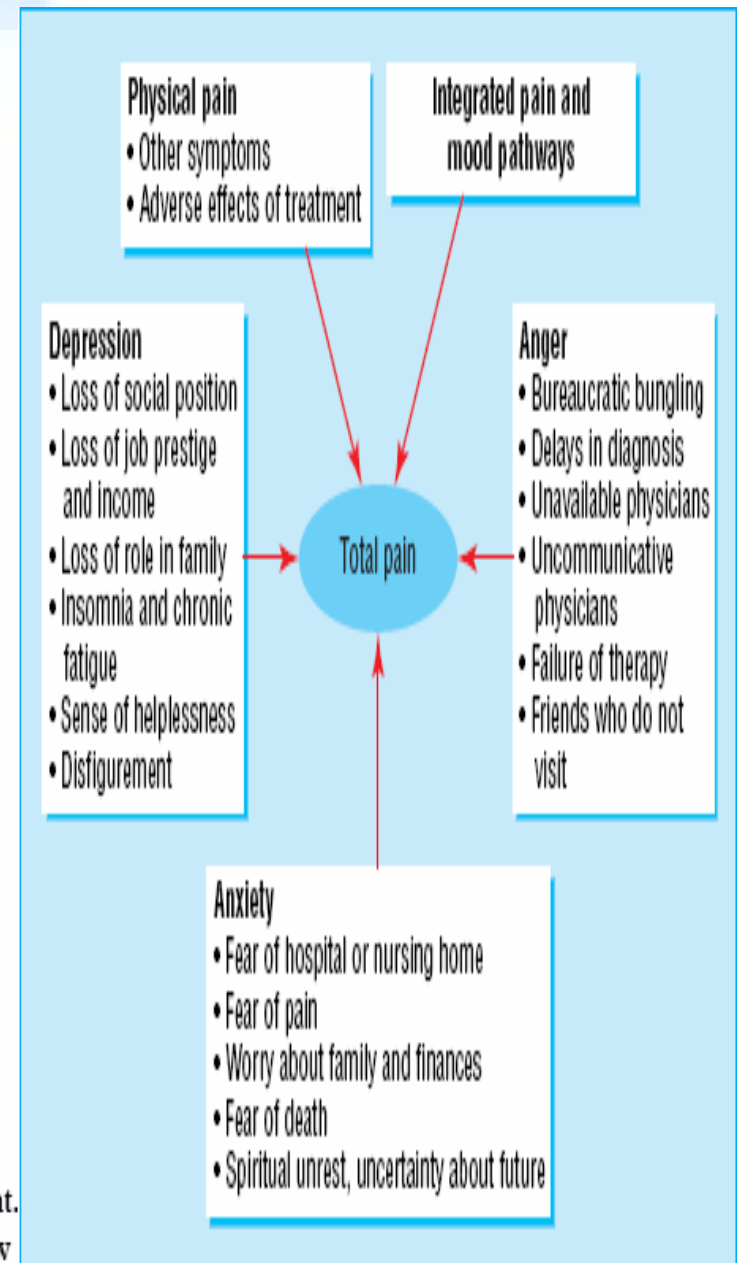 Physical pain
• Other symptoms
• Adverse effects of treatment
Integrated pain and
mood pathways
Depression
• Loss of social position
• Loss of job prestige
and income
• Loss of role in family
• Insomnia and chronic
fatigue
• Sense of helplessness
• Disfigurement
Total pain
Anger
• Bureaucratic bungling
• Delays in diagnosis
• Unavailable physicians
• Uncommunicative
physicians
• Failure of therapy
• Friends who do not
visit
Anxiety
• Fear of hospital or nursing home
• Fear of pain
• Worry about family and finances
• Fear of death
• Spiritual unrest, uncertainty about future